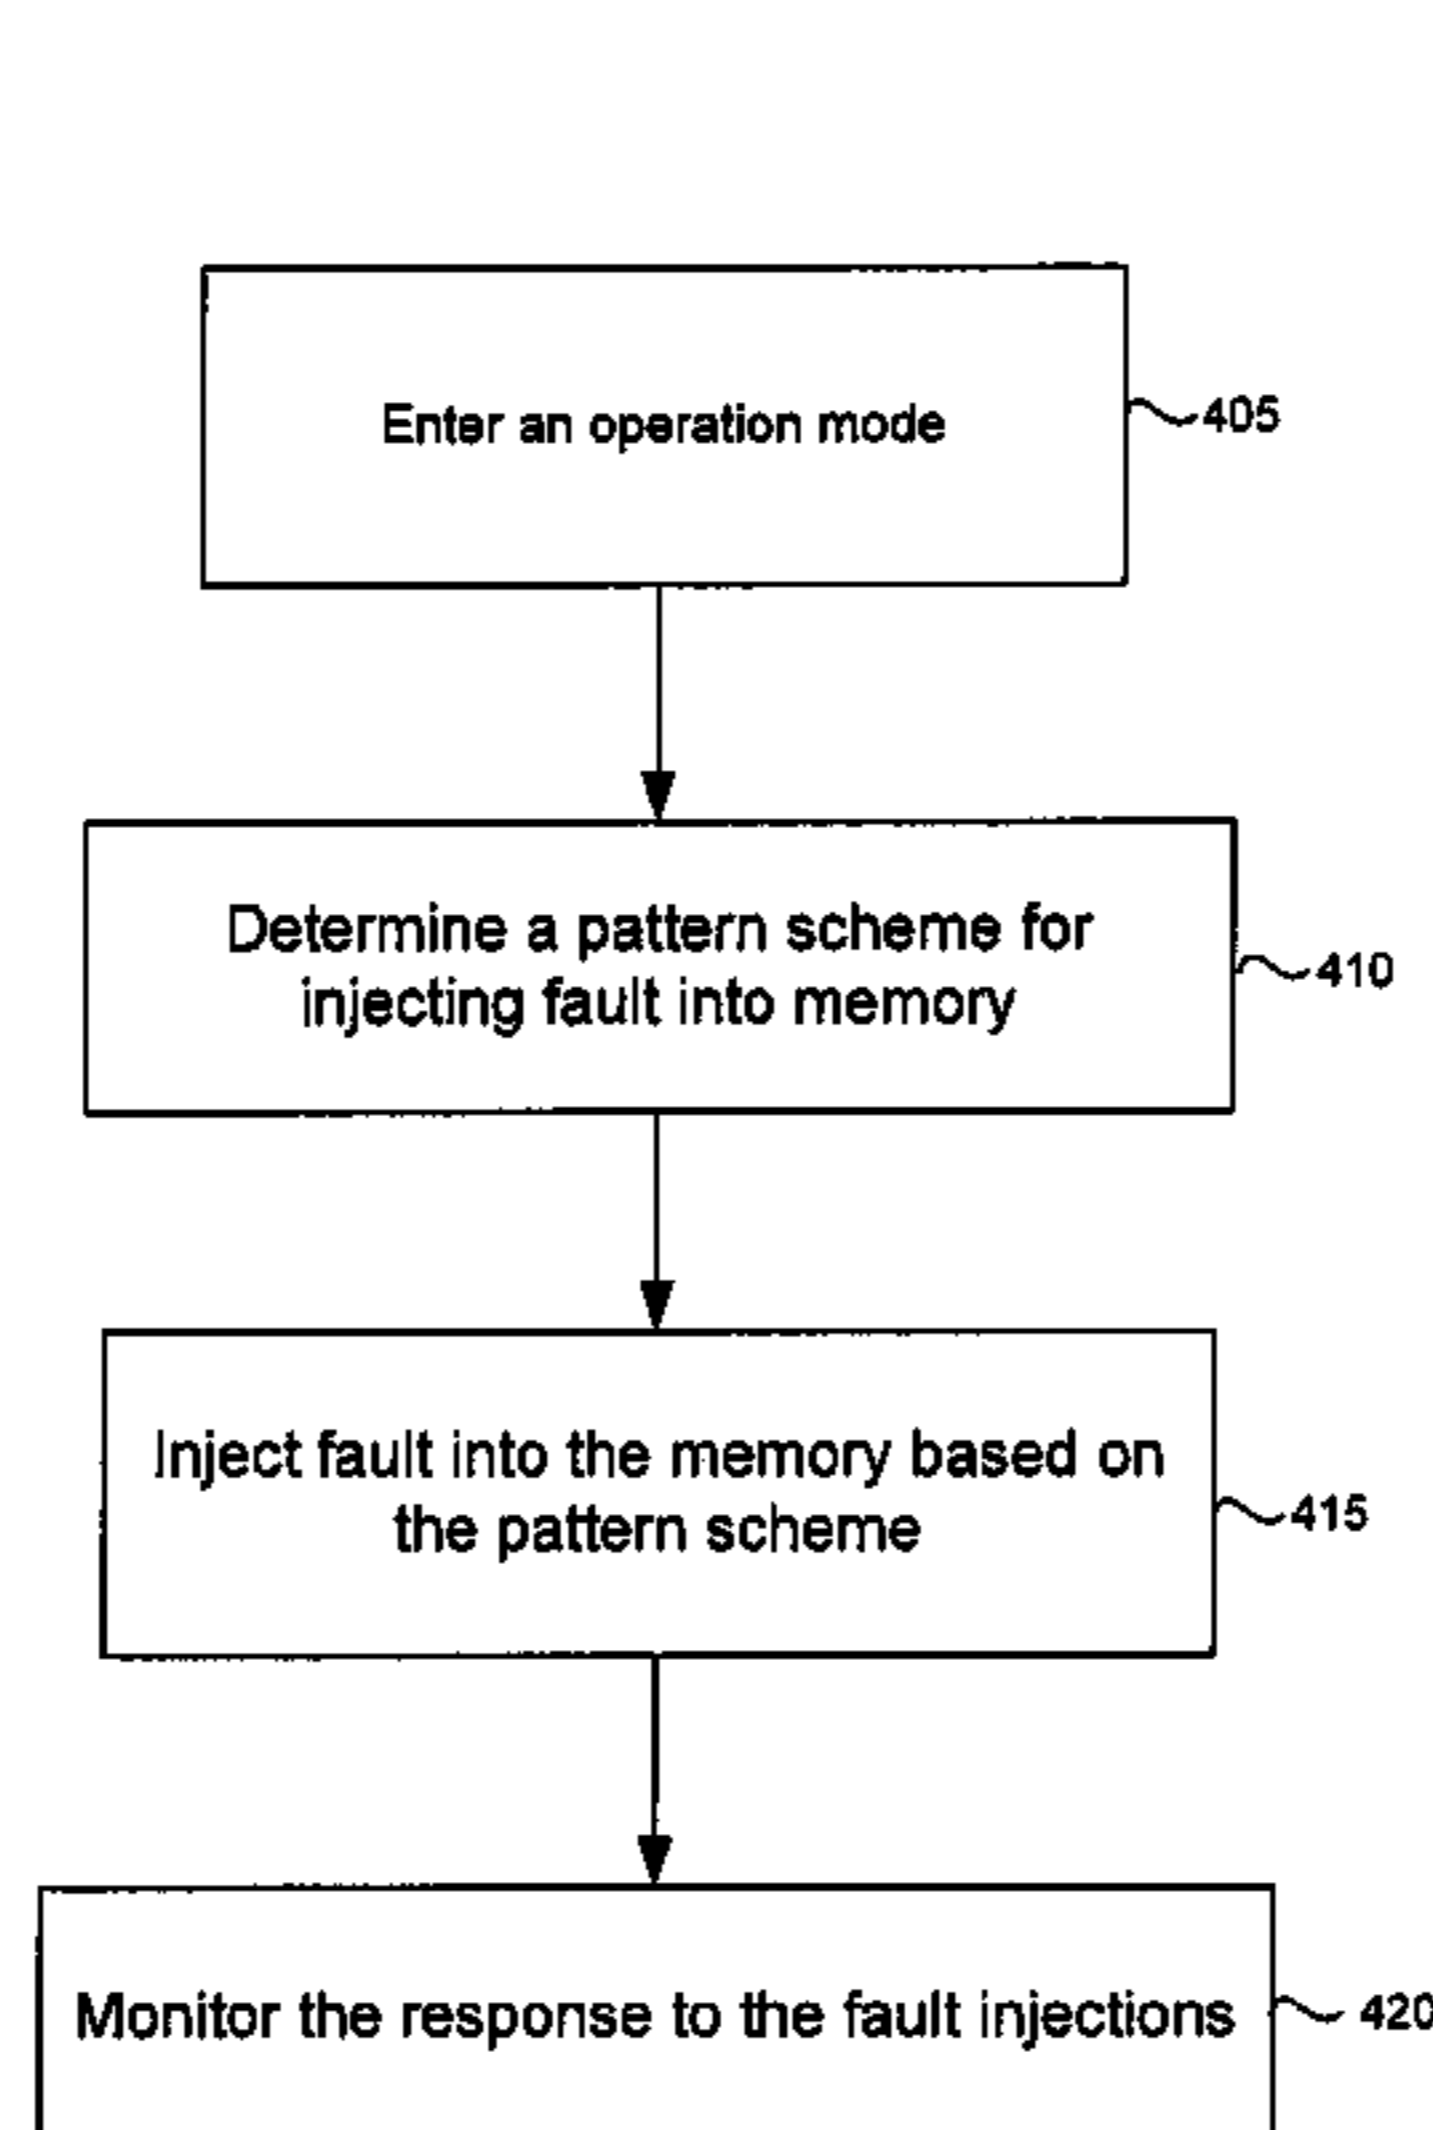 Enter an operation mode
405
Determine a pattern scheme for
injecting fault into memory
410
Inject fault into the memory based on
the pattern scheme
415
Monitor the response to the fault injections
420